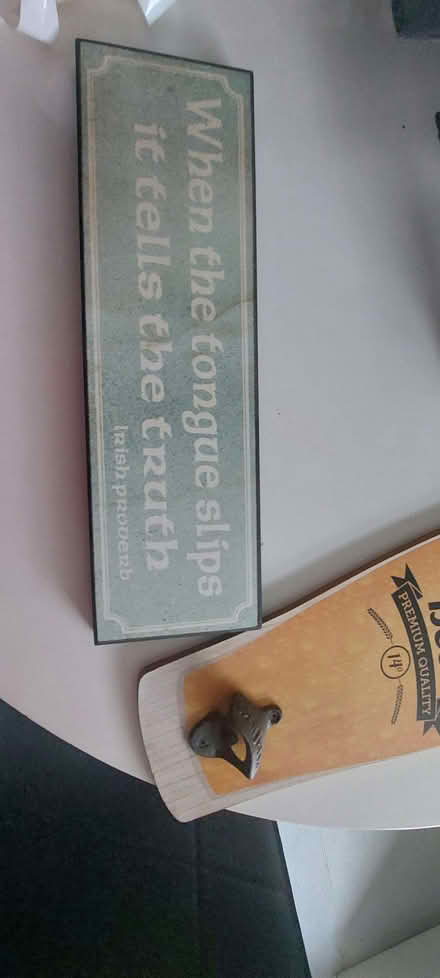 When the tongue slips
it tells the truth
Irish proverb
PREMIUM QUALITY
14°